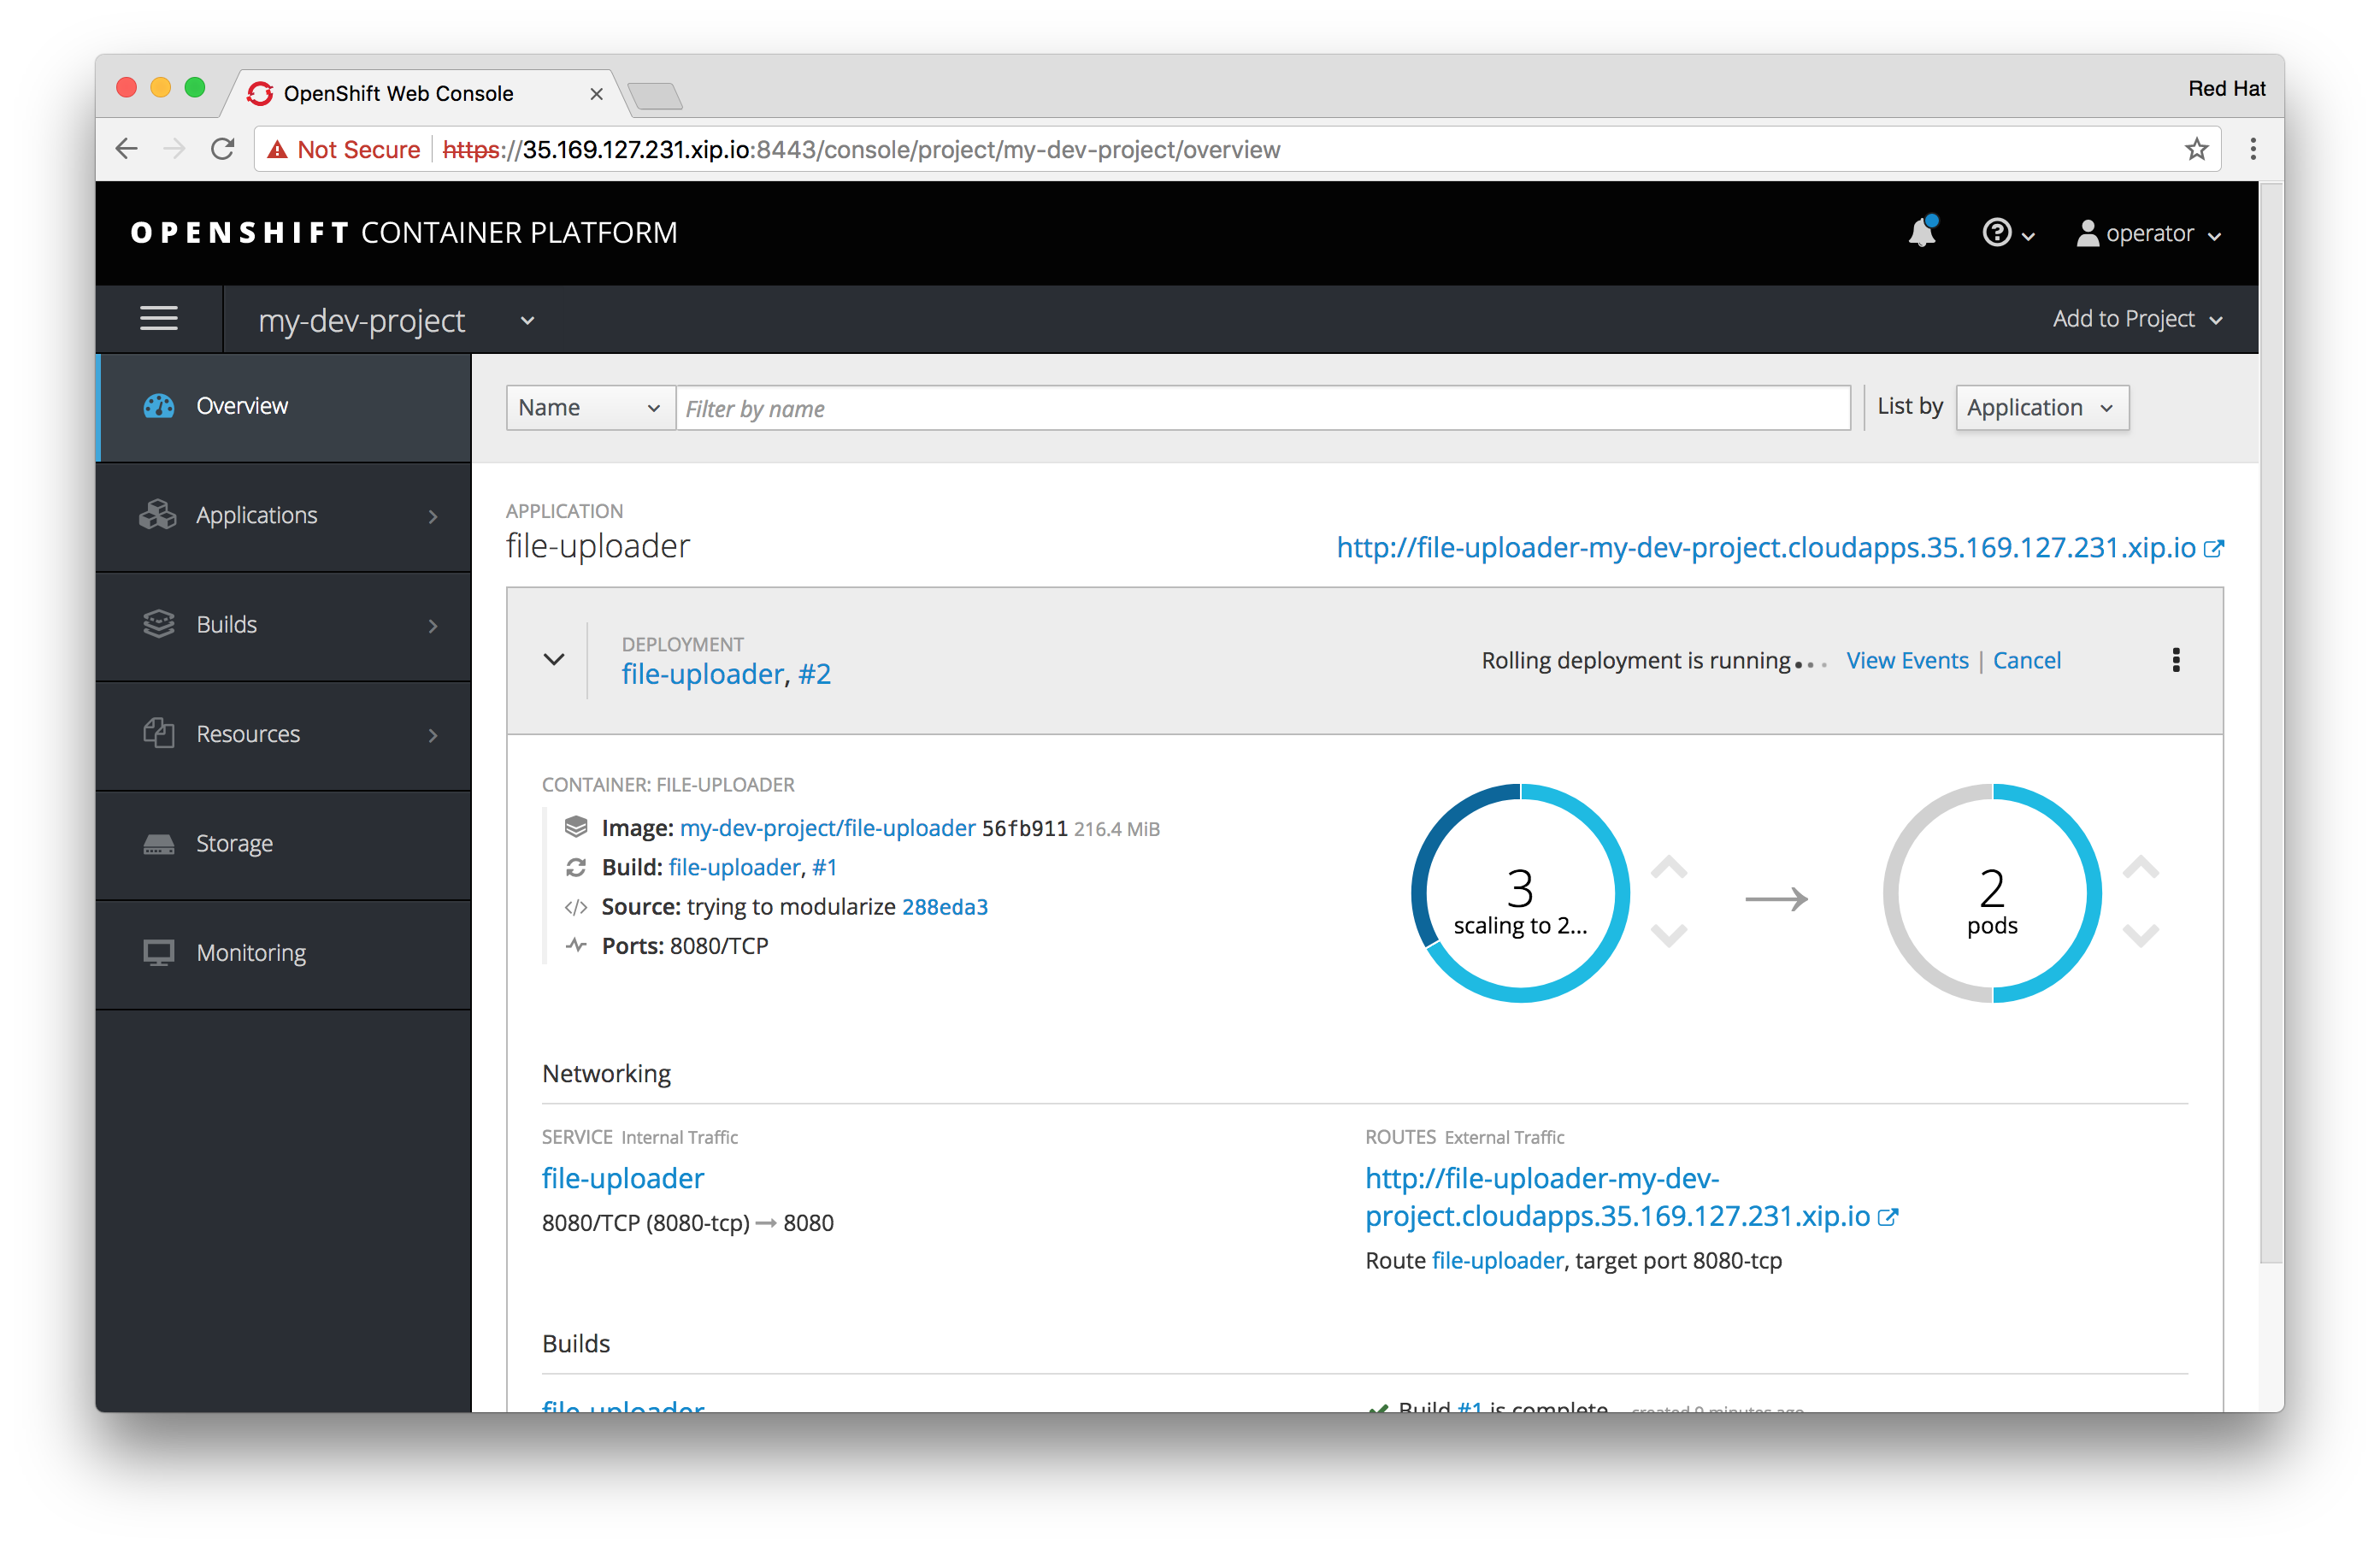 OpenShift Web Console
Red Hat
Not Secure https://35.169.127.231.xip.io:8443/console/project/my-dev-project/overview
OPENSHIFT CONTAINER PLATFORM
operator
my-dev-project
Add to Project
Overview
Applications
Builds
Resources
Storage
Monitoring
Name
Filter by name
List by
Application
APPLICATION
file-uploader
http://file-uploader-my-dev-project.cloudapps.35.169.127.231.xip.io
DEPLOYMENT
file-uploader, #2
Rolling deployment is running... View Events | Cancel
CONTAINER: FILE-UPLOADER
Image: my-dev-project/file-uploader 56fb911 216.4 MiB
Build: file-uploader, #1
Source: trying to modularize 288eda3
Ports: 8080/TCP
3
scaling to 2...
2
pods
Networking
SERVICE Internal Traffic
file-uploader
8080/TCP (8080-tcp) → 8080
ROUTES External Traffic
http://file-uploader-my-dev-
project.cloudapps.35.169.127.231.xip.io
Route file-uploader, target port 8080-tcp
Builds
file-uploader
Build #1 is complete created 9 minutes ago